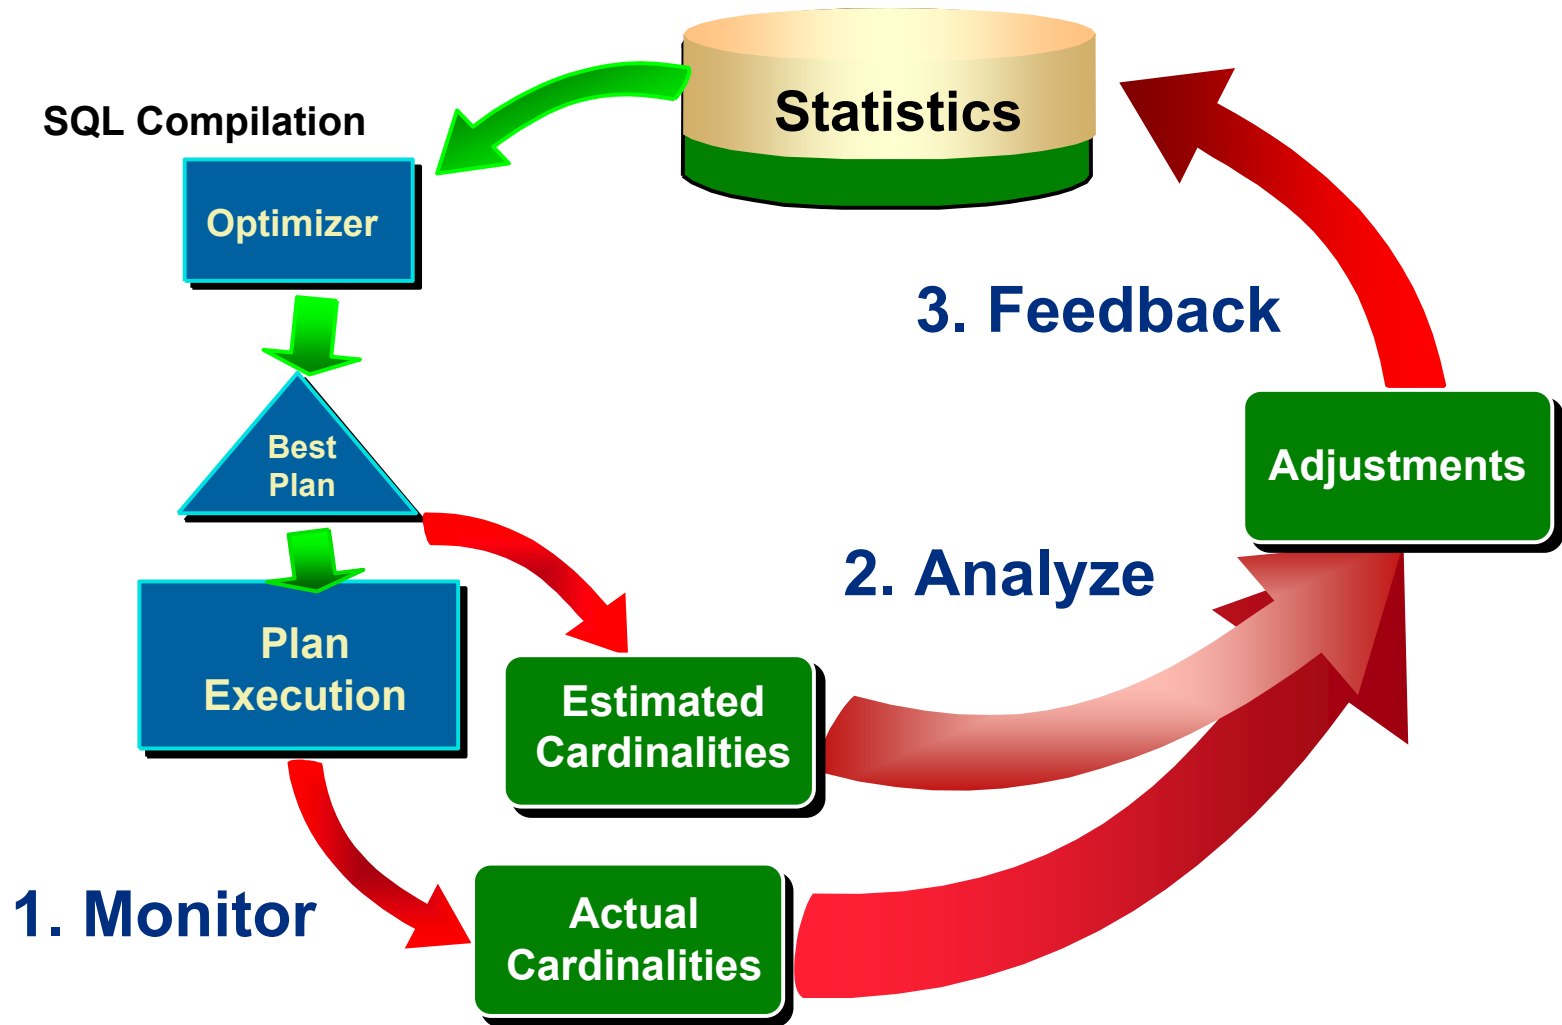 Statistics
SQL Compilation
Optimizer
3. Feedback
Best
Plan
Adjustments
2. Analyze
Plan
Execution
Estimated
Cardinalities
1. Monitor
Actual
Cardinalities